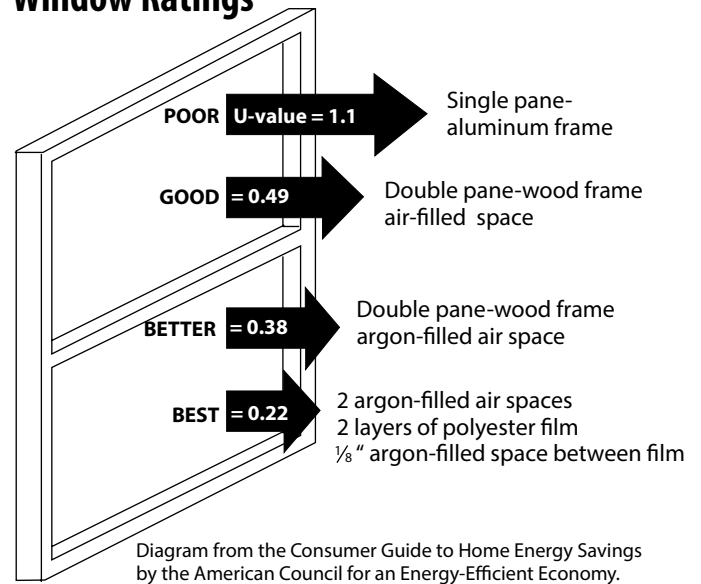 Window Ratings
POOR U-value = 1.1
Single pane-
aluminum frame
GOOD = 0.49
Double pane-wood frame
air-filled space
BETTER = 0.38
Double pane-wood frame
argon-filled air space
BEST = 0.22
2 argon-filled air spaces
2 layers of polyester film
⅛ " argon-filled space between film
Diagram from the Consumer Guide to Home Energy Savings
by the American Council for an Energy-Efficient Economy.